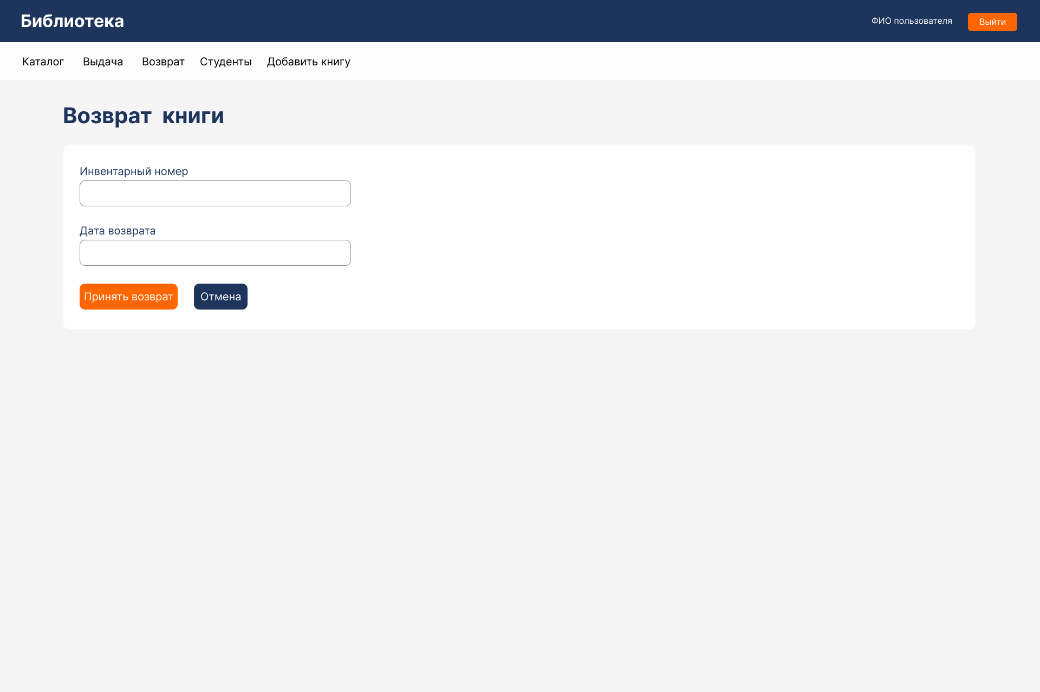 Библиотека
ФИО пользователя
Выйти
Каталог Выдача Возврат Студенты Добавить книгу
Возврат книги
Инвентарный номер
Дата возврата
Принять возврат Отмена